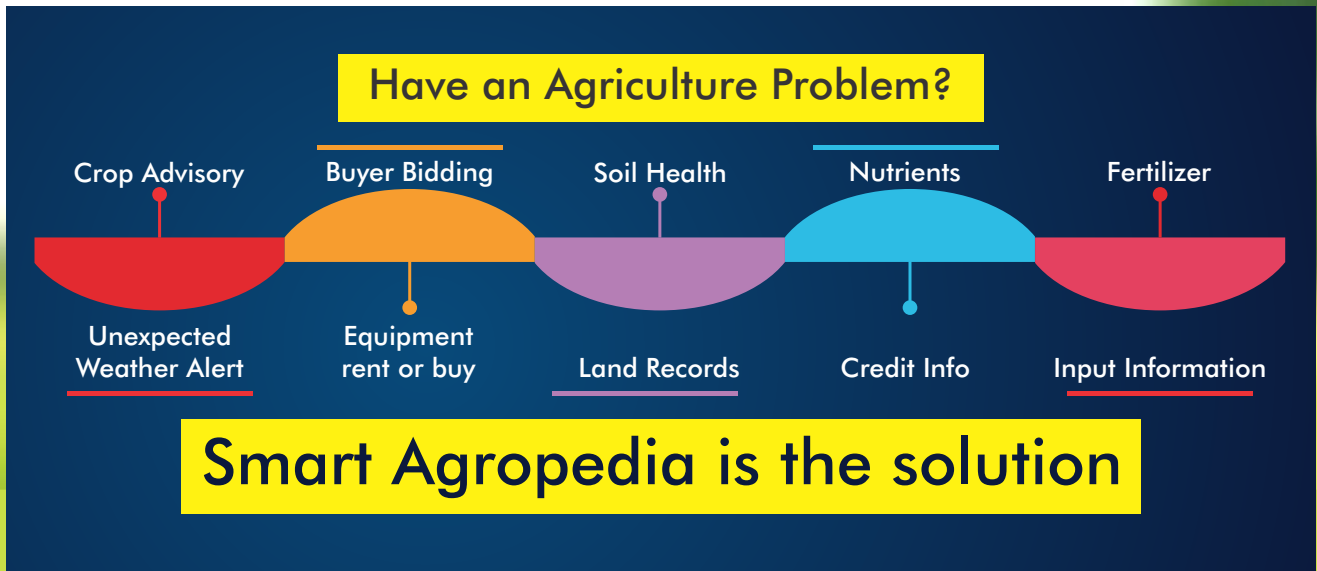 Have an Agriculture Problem?
Crop Advisory
Buyer Bidding
Soil Health
Nutrients
Fertilizer
Unexpected
Weather Alert
Equipment
rent or buy
Land Records
Credit Info
Input Information
Smart Agropedia is the solution